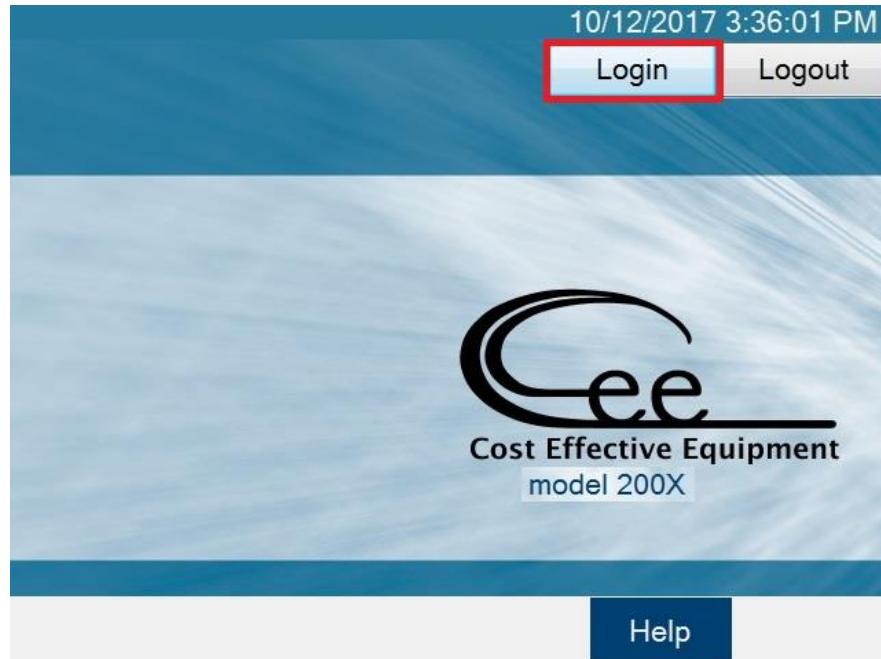 10/12/2017 3:36:01 PM
Login Logout
Cee
Cost Effective Equipment
model 200X
Help